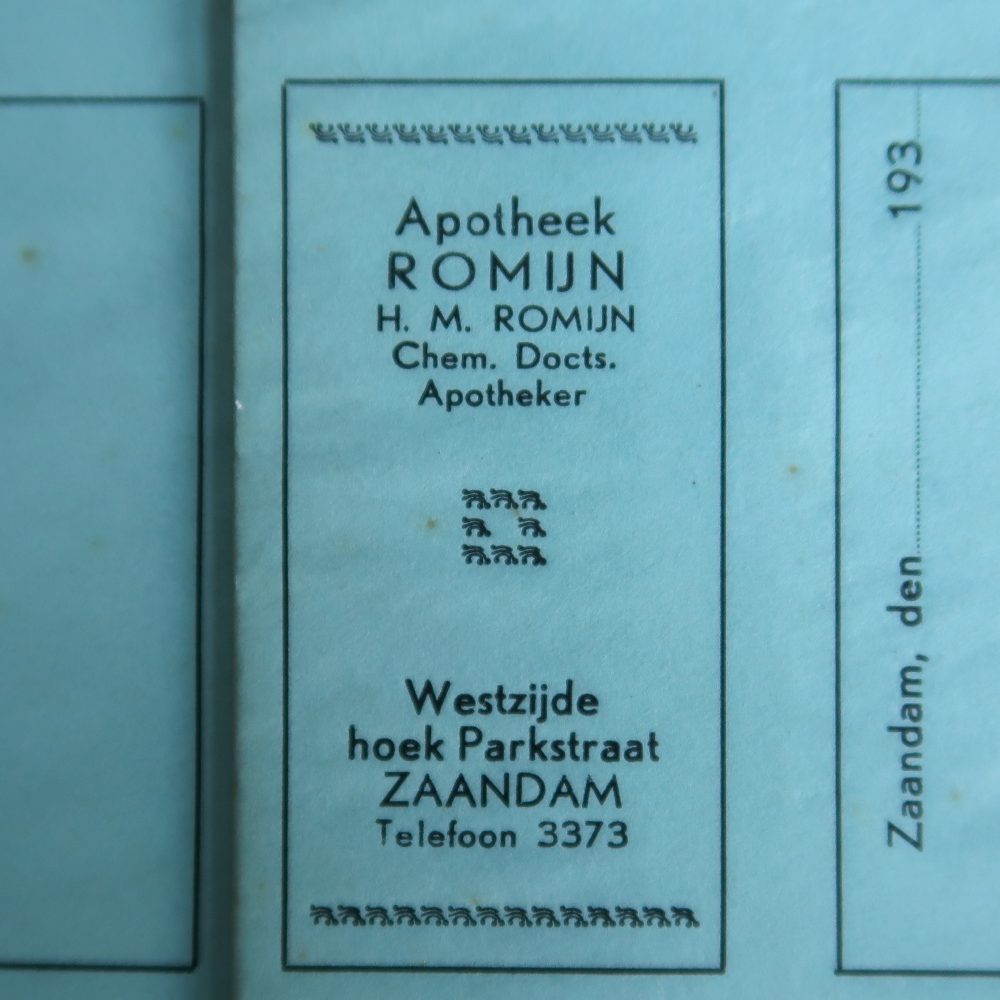 Apotheek
ROMIJN
H. M. ROMIJN
Chem. Docts.
Apotheker
Westzijde
hoek Parkstraat
ZAANDAM
Telefoon 3373
Zaandam, den 193